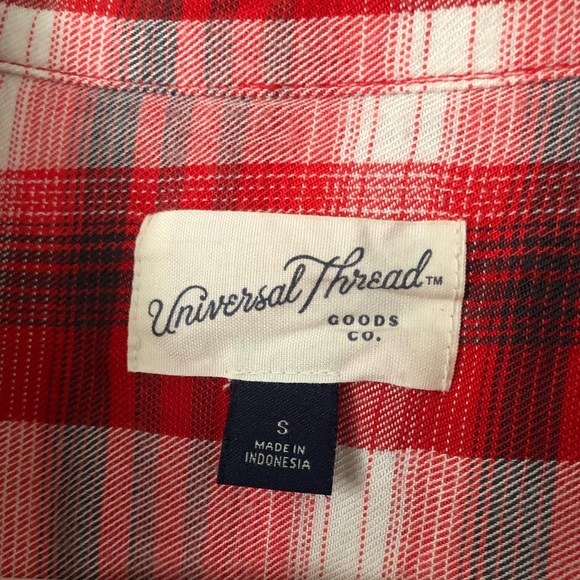 Universal Thread™
GOODS
CO.
S
MADE IN
INDONESIA